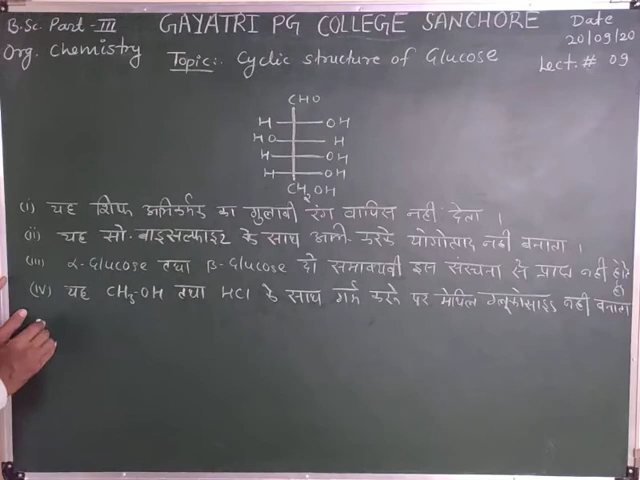 B.Sc. Part-III GAYATRI PG COLLEGE SANCHORE Date
20/09/20
Org. Chemistry Topic:- Cyclic structure of Glucose Lect.# 09
CHO
H OH
HO H
H OH
H OH
CH2OH
(i) यह शिफ अभिकर्मक का गुलाबी रंग वापिस नहीं देता ।
(ii) यह सो. बाइसल्फाइट के साथ अभि. करके योगोत्पाद नहीं बनाता ।
(iii) α-Glucose तथा β-Glucose दो समावयवी इस संरचना से प्राप्त नहीं होते
हैं
(iv) यह CH3-OH तथा HCl के साथ गर्म करने पर मेथिल ग्लूकोसाइड नहीं बनाता